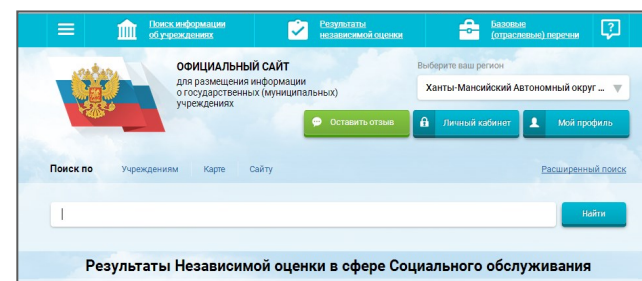 Поиск информации
об учреждениях
Результаты
независимой оценки
Базовые
(отраслевые) перечни
?
ОФИЦИАЛЬНЫЙ САЙТ
для размещения информации
о государственных (муниципальных)
учреждениях
Выберите ваш регион
Ханты-Мансийский Автономный округ ...
Оставить отзыв
Личный кабинет
Мой профиль
Поиск по
Учреждениям
Карте
Сайту
Расширенный поиск
Найти
Результаты Независимой оценки в сфере Социального обслуживания